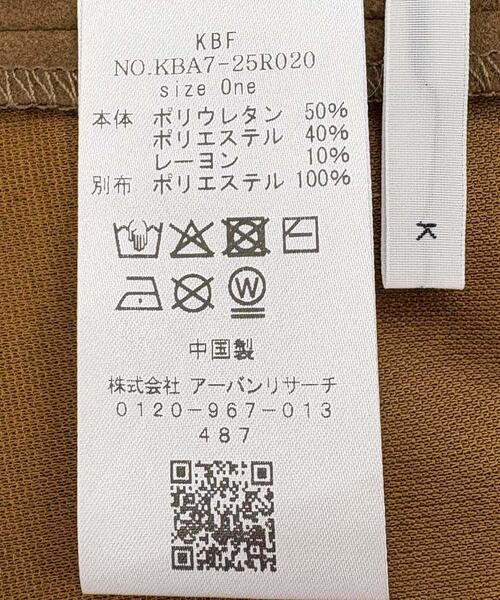 KBF
NO.KBA7-25R020
size One
本体 ポリウレタン 50%
ポリエステル 40%
レーヨン 10%
別布 ポリエステル 100%
W
中国製
株式会社 アーバンリサーチ
0120-967-013
487
K